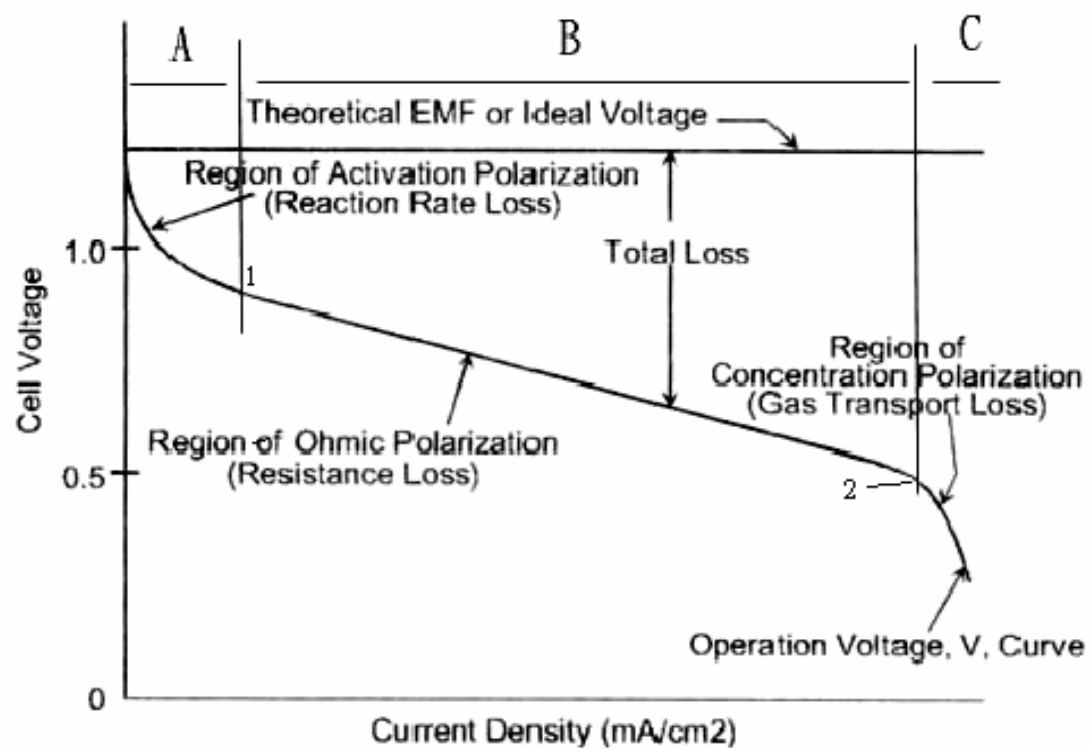 A
B
C
Theoretical EMF or Ideal Voltage
Region of Activation Polarization
(Reaction Rate Loss)
Total Loss
1.0
1
Region of
Concentration Polarization
(Gas Transport Loss)
Cell Voltage
Region of Ohmic Polarization
(Resistance Loss)
0.5
2
Operation Voltage, V, Curve
0
Current Density (mA/cm2)